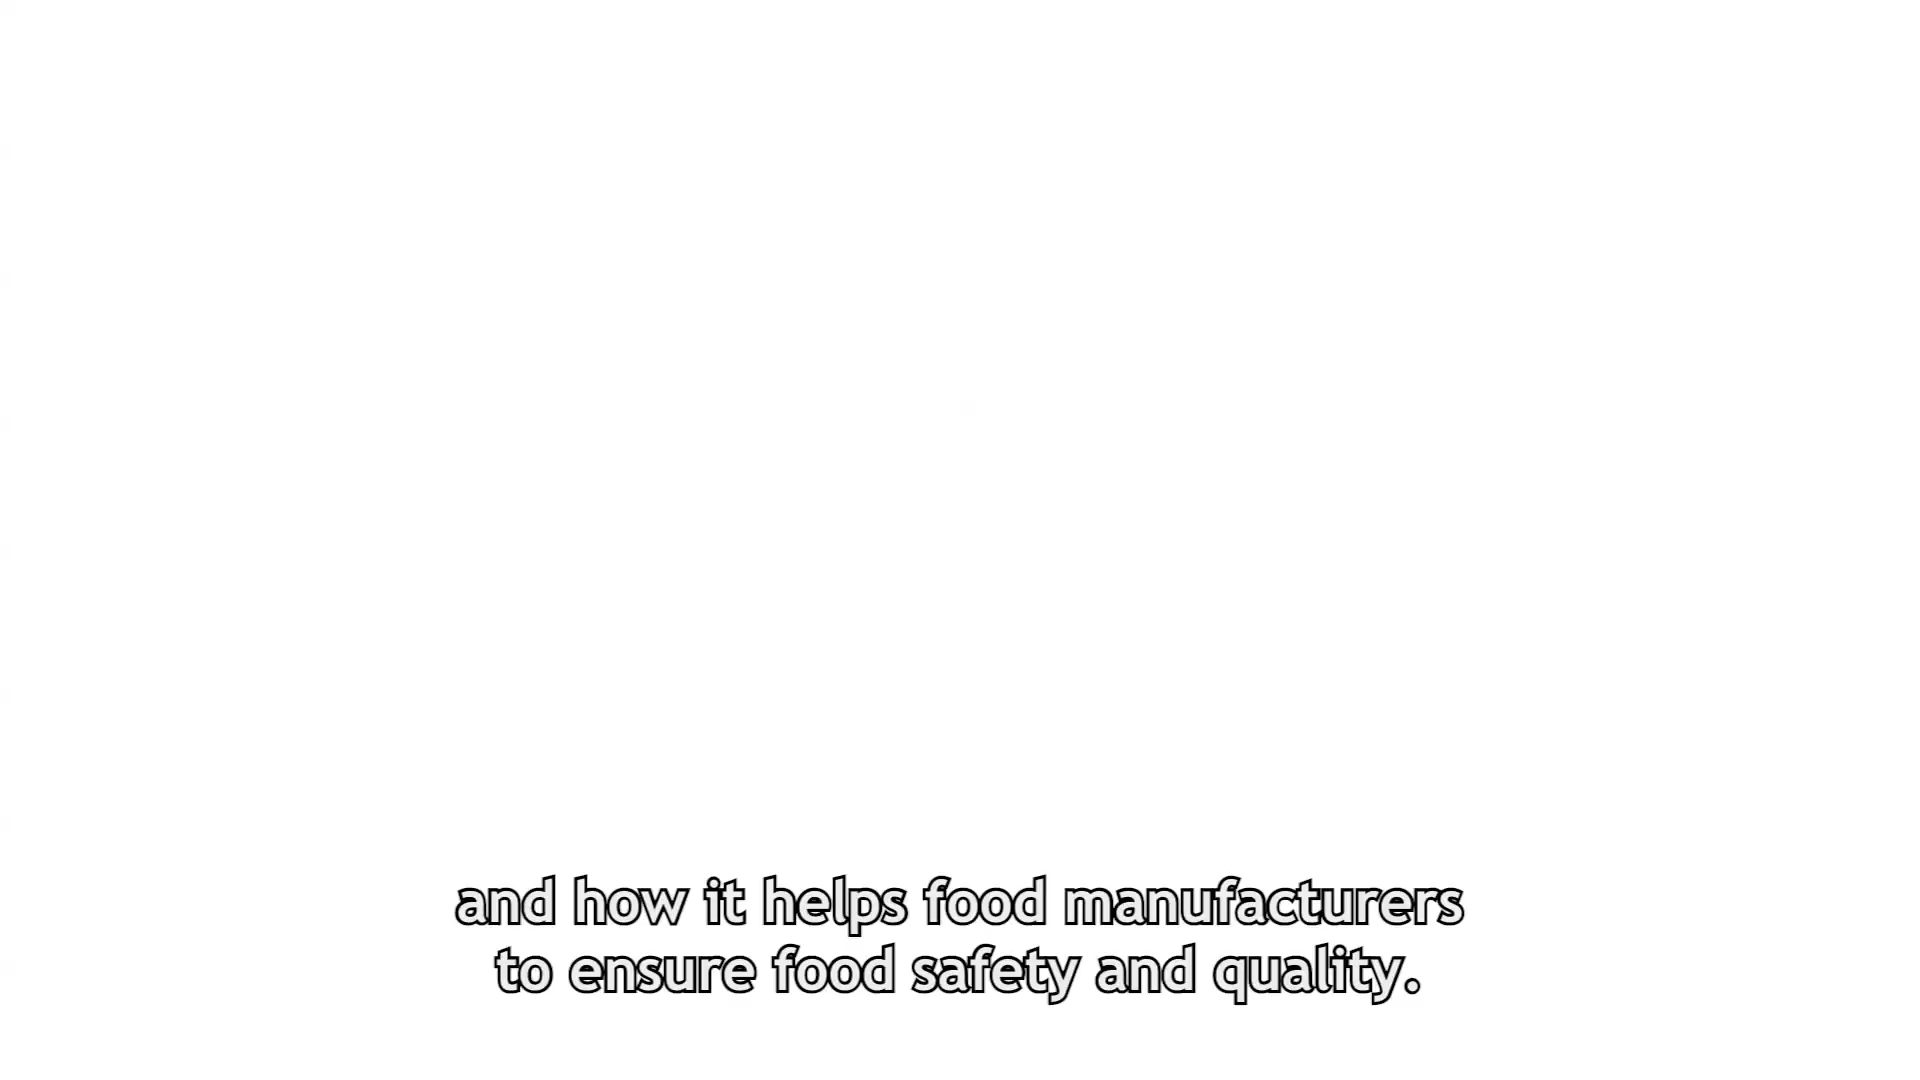 and how it helps food manufacturers
to ensure food safety and quality.